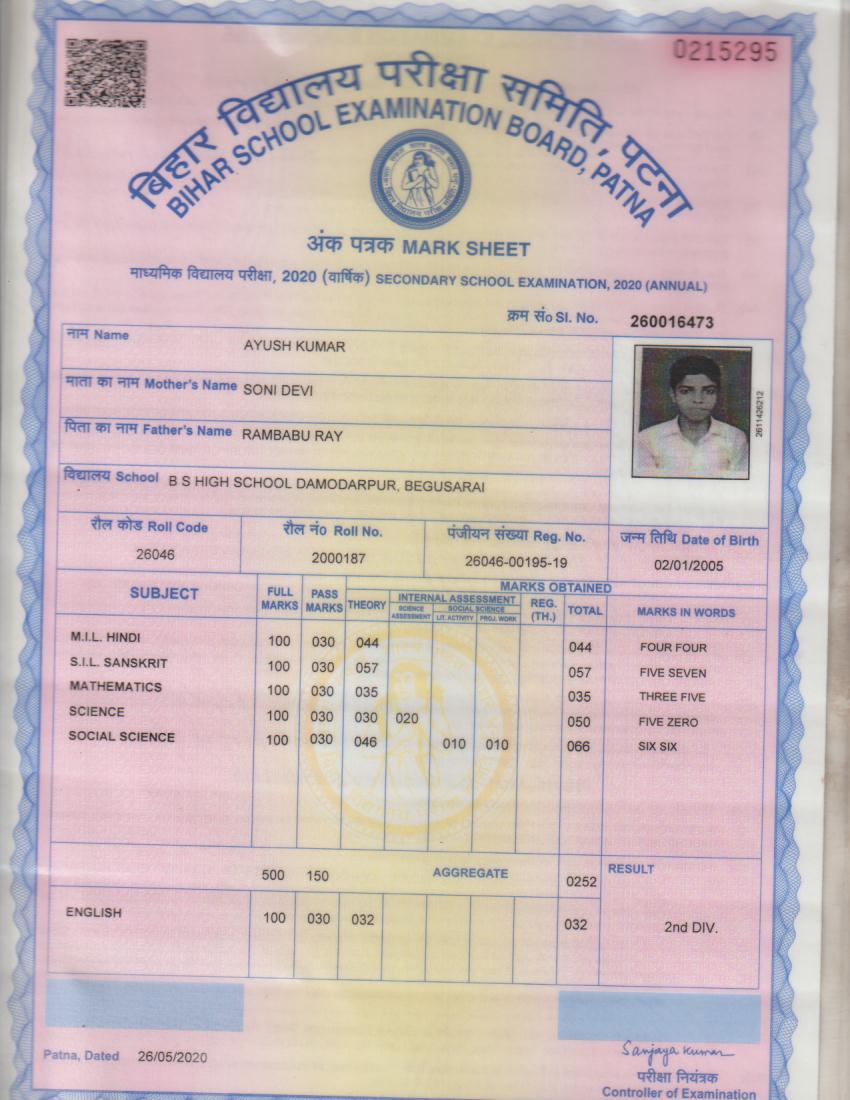 0215295
बिहार विद्यालय परीक्षा समिति, पटना
BIHAR SCHOOL EXAMINATION BOARD, PATNA
अंक पत्रक MARK SHEET
माध्यमिक विद्यालय परीक्षा, 2020 (वार्षिक) SECONDARY SCHOOL EXAMINATION, 2020 (ANNUAL)
क्रम सं० Sl. No. 260016473
नाम Name AYUSH KUMAR
माता का नाम Mother's Name SONI DEVI
पिता का नाम Father's Name RAMBABU RAY
विद्यालय School B S HIGH SCHOOL DAMODARPUR, BEGUSARAI
2611426212
रौल कोड Roll Code रौल नं० Roll No. पंजीयन संख्या Reg. No. जन्म तिथि Date of Birth
26046 2000187 26046-00195-19 02/01/2005
SUBJECT FULL MARKS PASS MARKS MARKS OBTAINED
THEORY INTERNAL ASSESSMENT REG. (TH.) TOTAL MARKS IN WORDS
SCIENCE ASSESSMENT SOCIAL SCIENCE
LIT. ACTIVITY PROJ. WORK
M.I.L. HINDI 100 030 044 044 FOUR FOUR
S.I.L. SANSKRIT 100 030 057 057 FIVE SEVEN
MATHEMATICS 100 030 035 035 THREE FIVE
SCIENCE 100 030 030 020 050 FIVE ZERO
SOCIAL SCIENCE 100 030 046 010 010 066 SIX SIX
500 150 AGGREGATE 0252 RESULT
ENGLISH 100 030 032 032 2nd DIV.
Patna, Dated 26/05/2020
Sanjaya Kumar
परीक्षा नियंत्रक
Controller of Examination